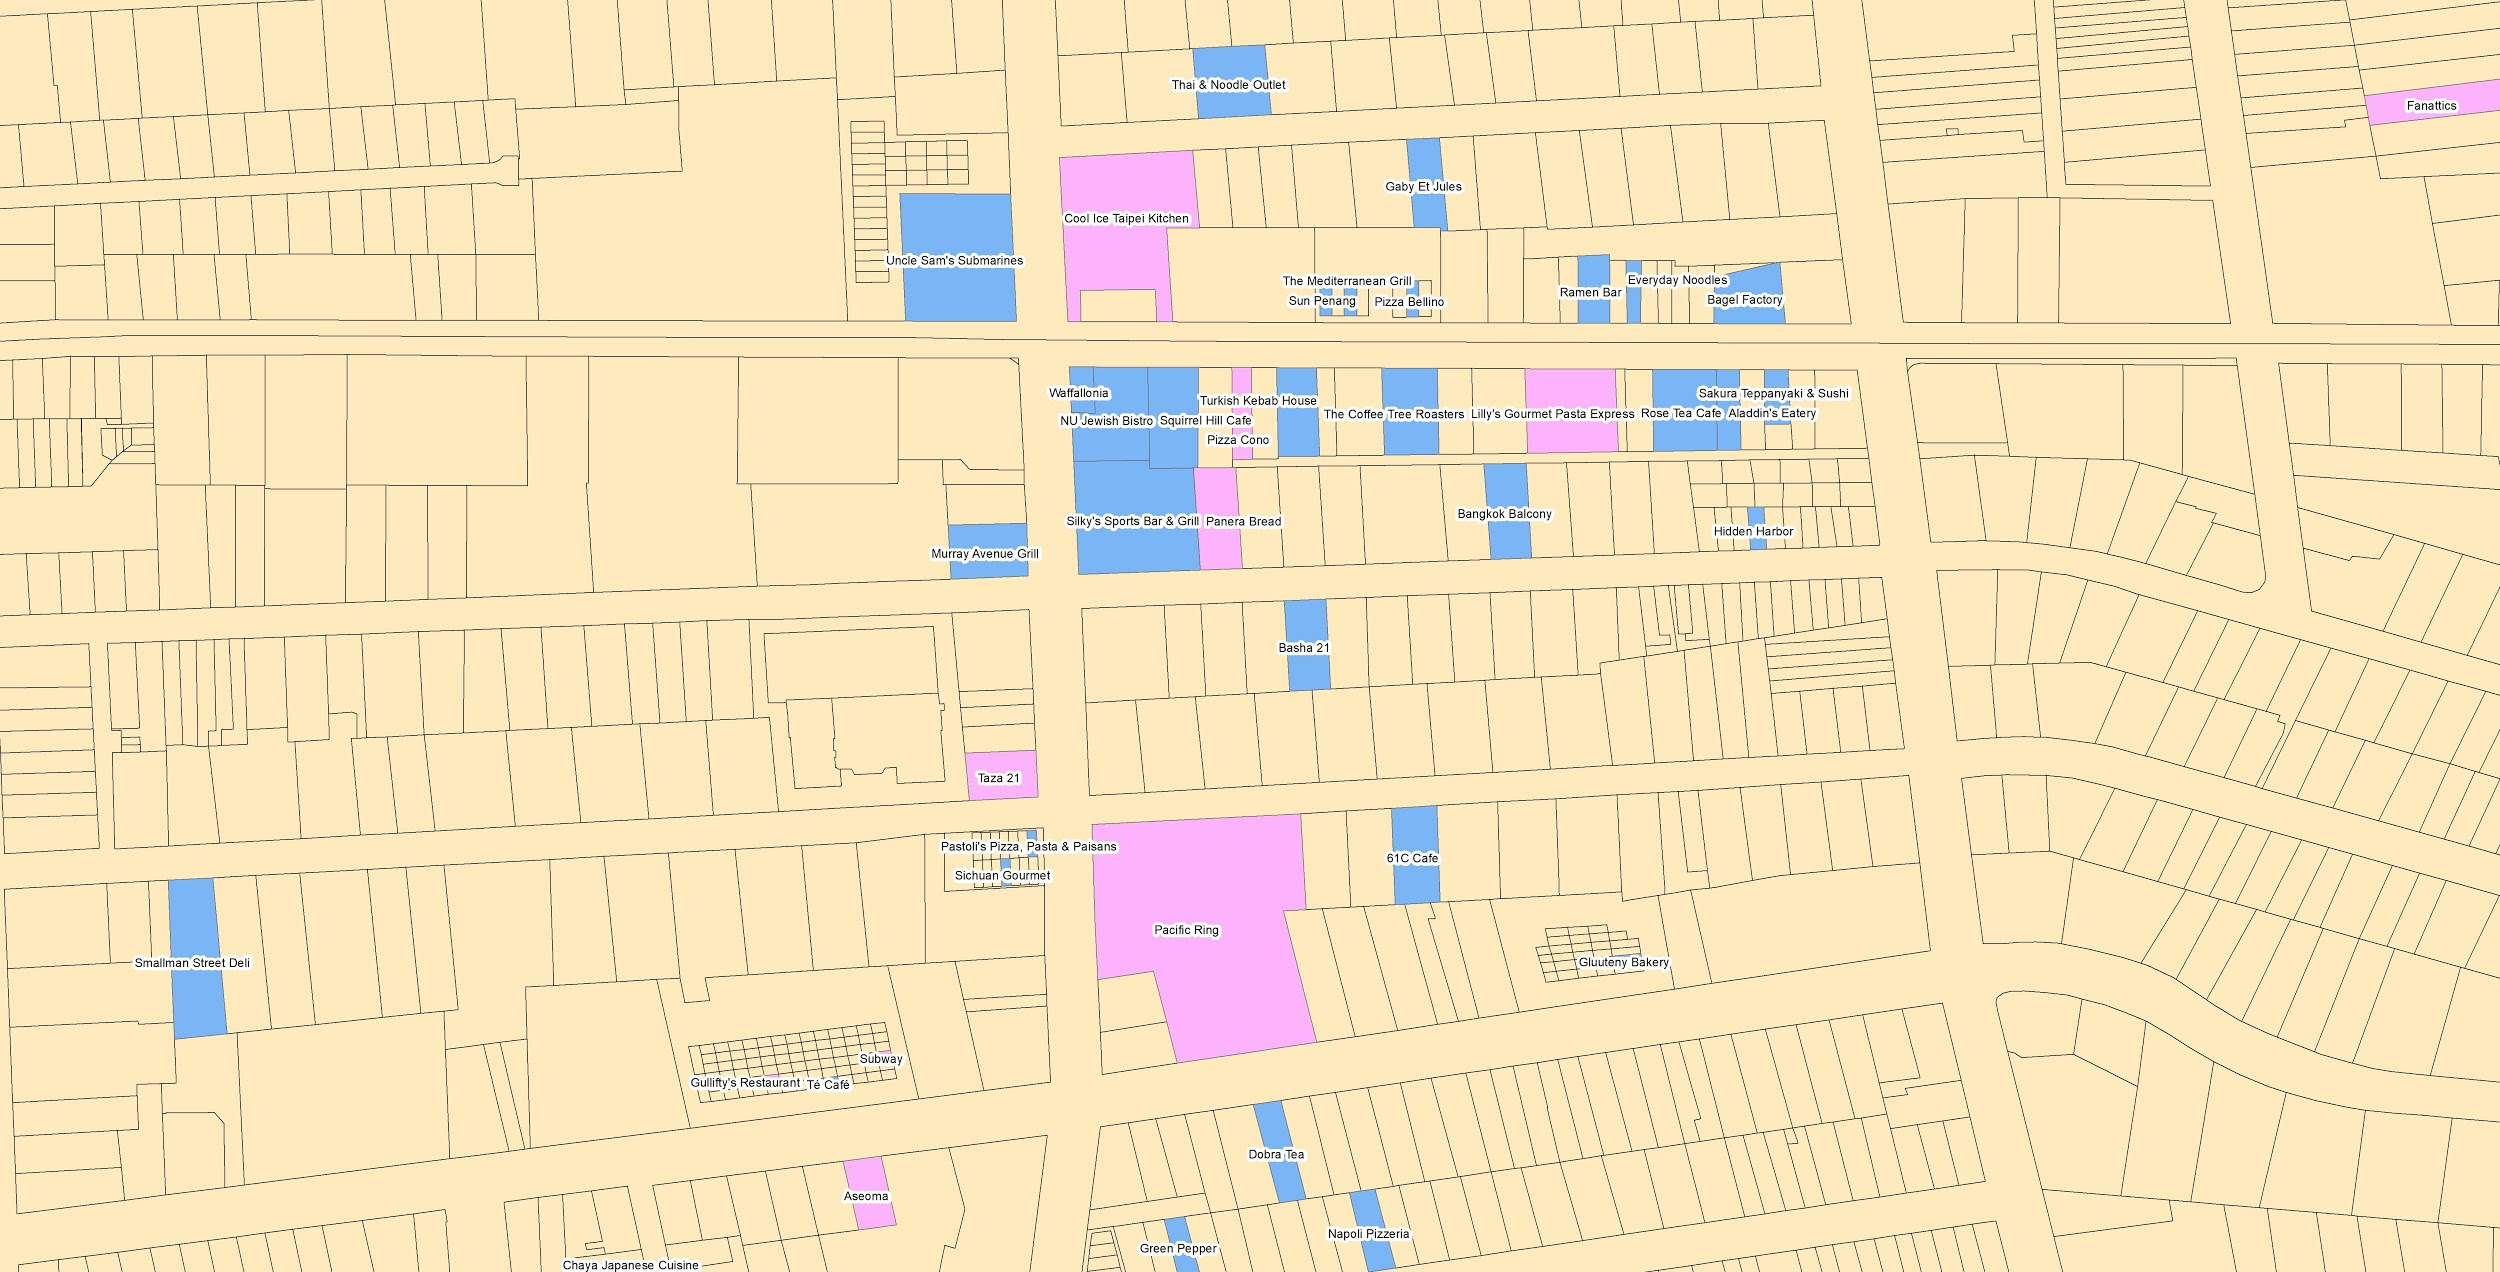 Thai & Noodle Outlet
Fanattics
Gaby Et Jules
Cool Ice Taipei Kitchen
Uncle Sam's Submarines
The Mediterranean Grill
Everyday Noodles
Sun Penang
Pizza Bellino
Ramen Bar
Bagel Factory
Waffallonia
Turkish Kebab House
Sakura Teppanyaki & Sushi
NU Jewish Bistro
Squirrel Hill Cafe
The Coffee Tree Roasters
Lilly's Gourmet Pasta Express
Rose Tea Cafe
Aladdin's Eatery
Pizza Cono
Silky's Sports Bar & Grill
Panera Bread
Bangkok Balcony
Hidden Harbor
Murray Avenue Grill
Basha 21
Taza 21
Pastoli's Pizza, Pasta & Paisans
61C Cafe
Sichuan Gourmet
Pacific Ring
Smallman Street Deli
Gluuteny Bakery
Subway
Gullifty's Restaurant
Té Café
Dobra Tea
Aseoma
Napoli Pizzeria
Green Pepper
Chaya Japanese Cuisine